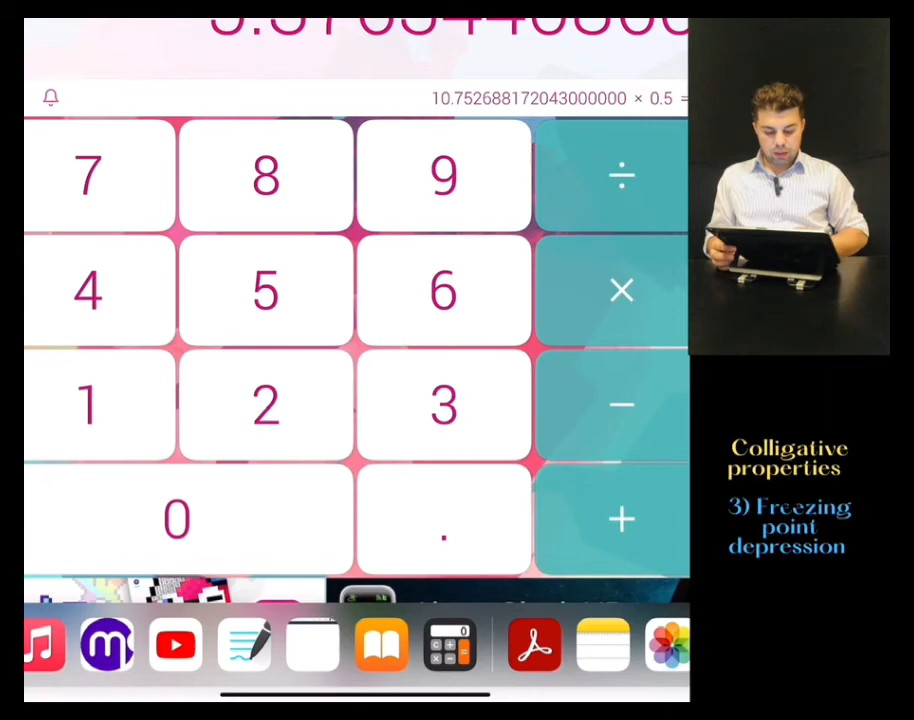 10.752688172043000000 × 0.5 =
7 8 9 ÷
4 5 6 ×
1 2 3 −
0 . +
Colligative
properties
3) Freezing
point
depression